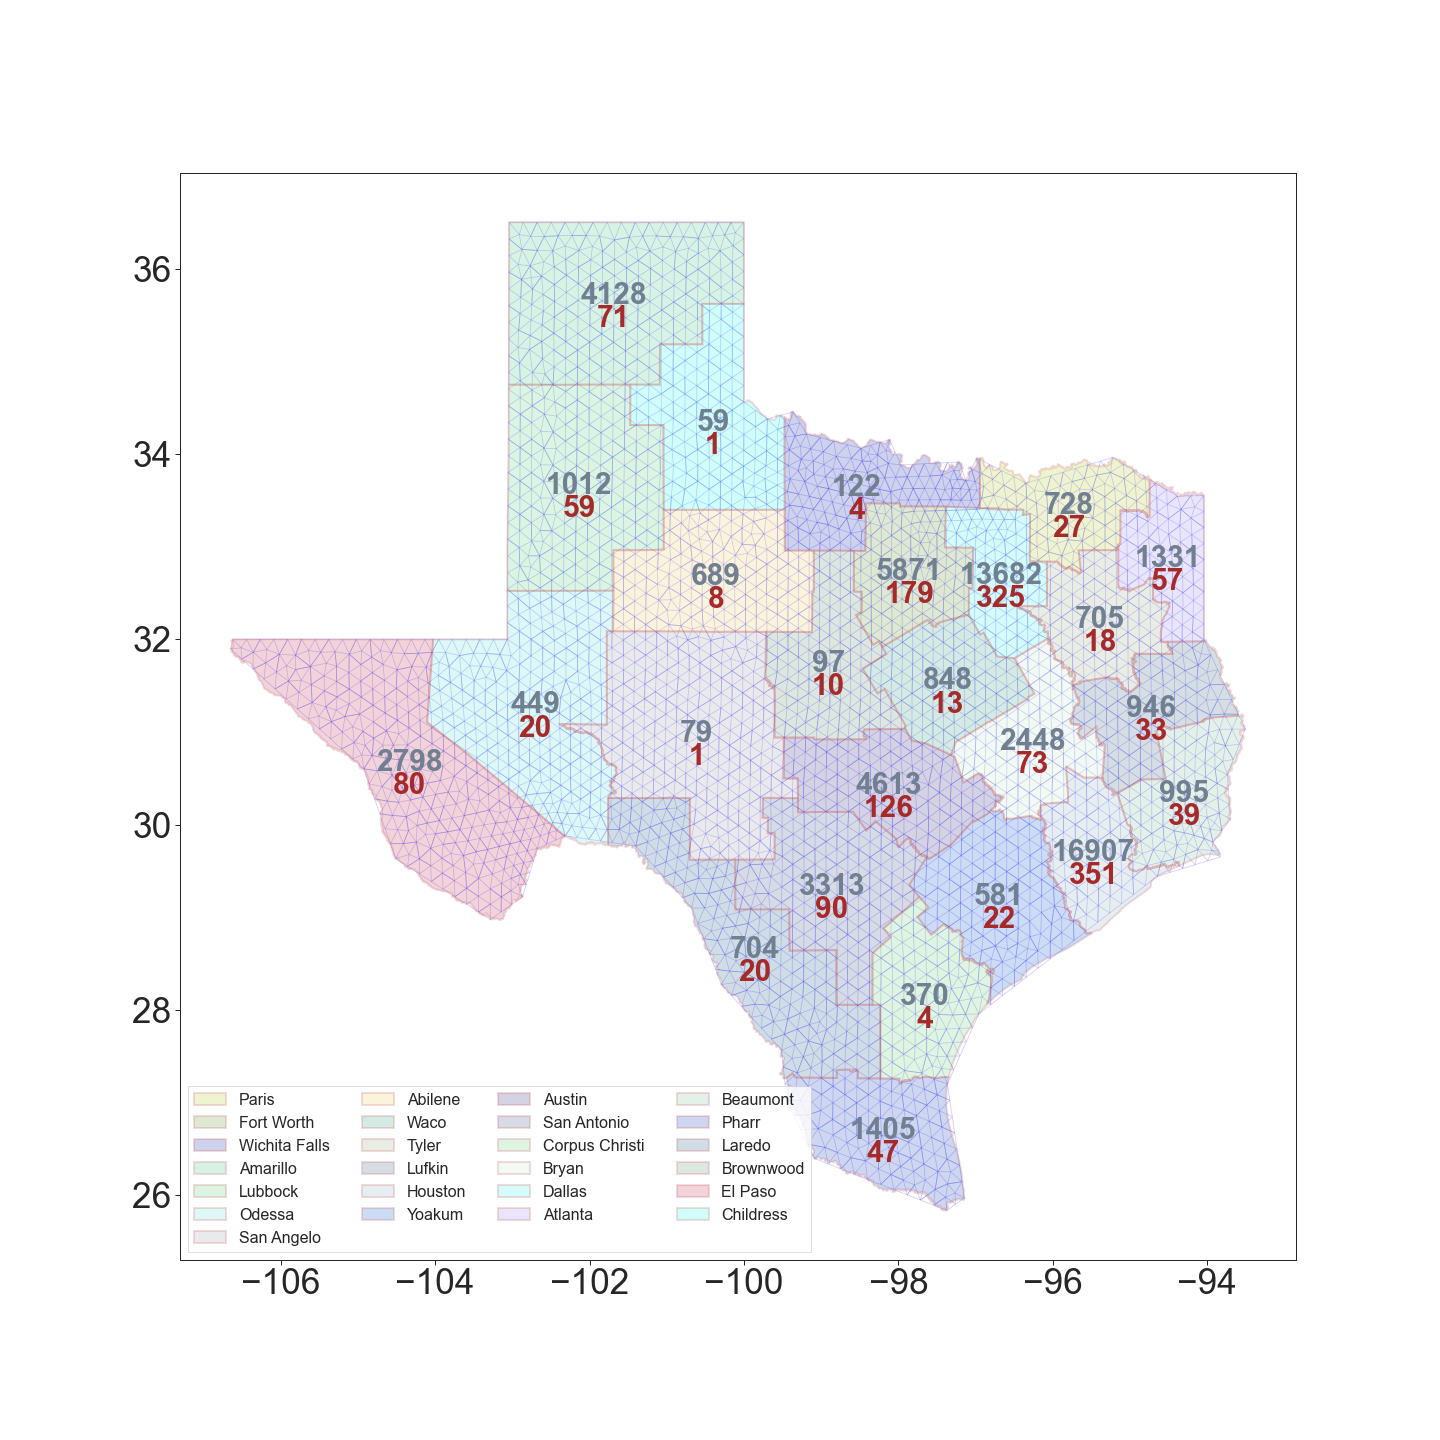 36
34
32
30
28
26
4128
71
59
1
1012
59
122
4
728
27
1331
57
689
8
5871
179
13682
325
705
18
97
10
848
13
946
33
449
20
79
1
2448
73
2798
80
4613
126
995
39
16907
351
3313
90
581
22
704
20
370
4
1405
47
Paris
Fort Worth
Wichita Falls
Amarillo
Lubbock
Odessa
San Angelo
Abilene
Waco
Tyler
Lufkin
Houston
Yoakum
Austin
San Antonio
Corpus Christi
Bryan
Dallas
Atlanta
Beaumont
Pharr
Laredo
Brownwood
El Paso
Childress
−106 −104 −102 −100 −98 −96 −94